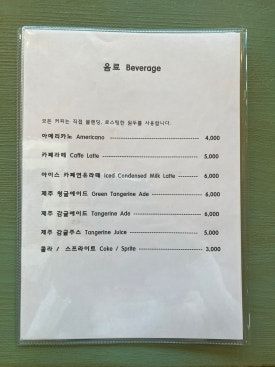 음료 Beverage
모든 커피는 직접 블렌딩, 로스팅한 원두를 사용합니다.
아메리카노 Americano ---------------------------------- 4,000
카페라떼 Caffe Latte ---------------------------------- 5,000
아이스 카페연유라떼 Iced Condensed Milk Latte --------- 6,000
제주 청귤에이드 Green Tangerine Ade ------------------- 6,000
제주 감귤에이드 Tangerine Ade ------------------------- 6,000
제주 감귤주스 Tangerine Juice ------------------------- 5,000
콜라 / 스프라이트 Coke / Sprite ----------------------- 3,000